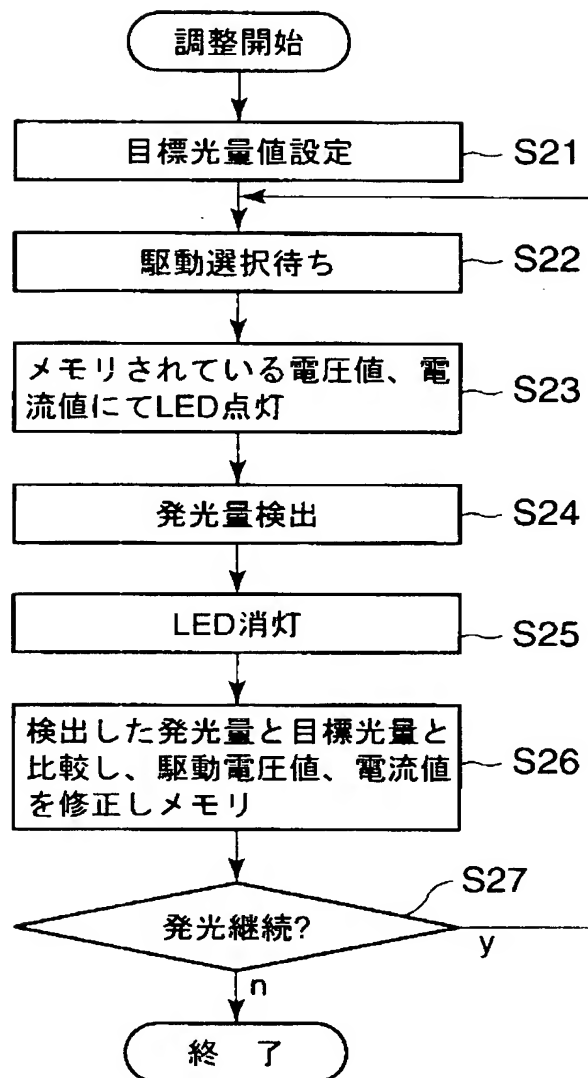 調整開始
目標光量値設定
S21
駆動選択待ち
S22
メモリされている電圧値、電
流値にてLED点灯
S23
発光量検出
S24
LED消灯
S25
検出した発光量と目標光量と
比較し、駆動電圧値、電流値
を修正しメモリ
S26
S27
発光継続?
y
n
終 了